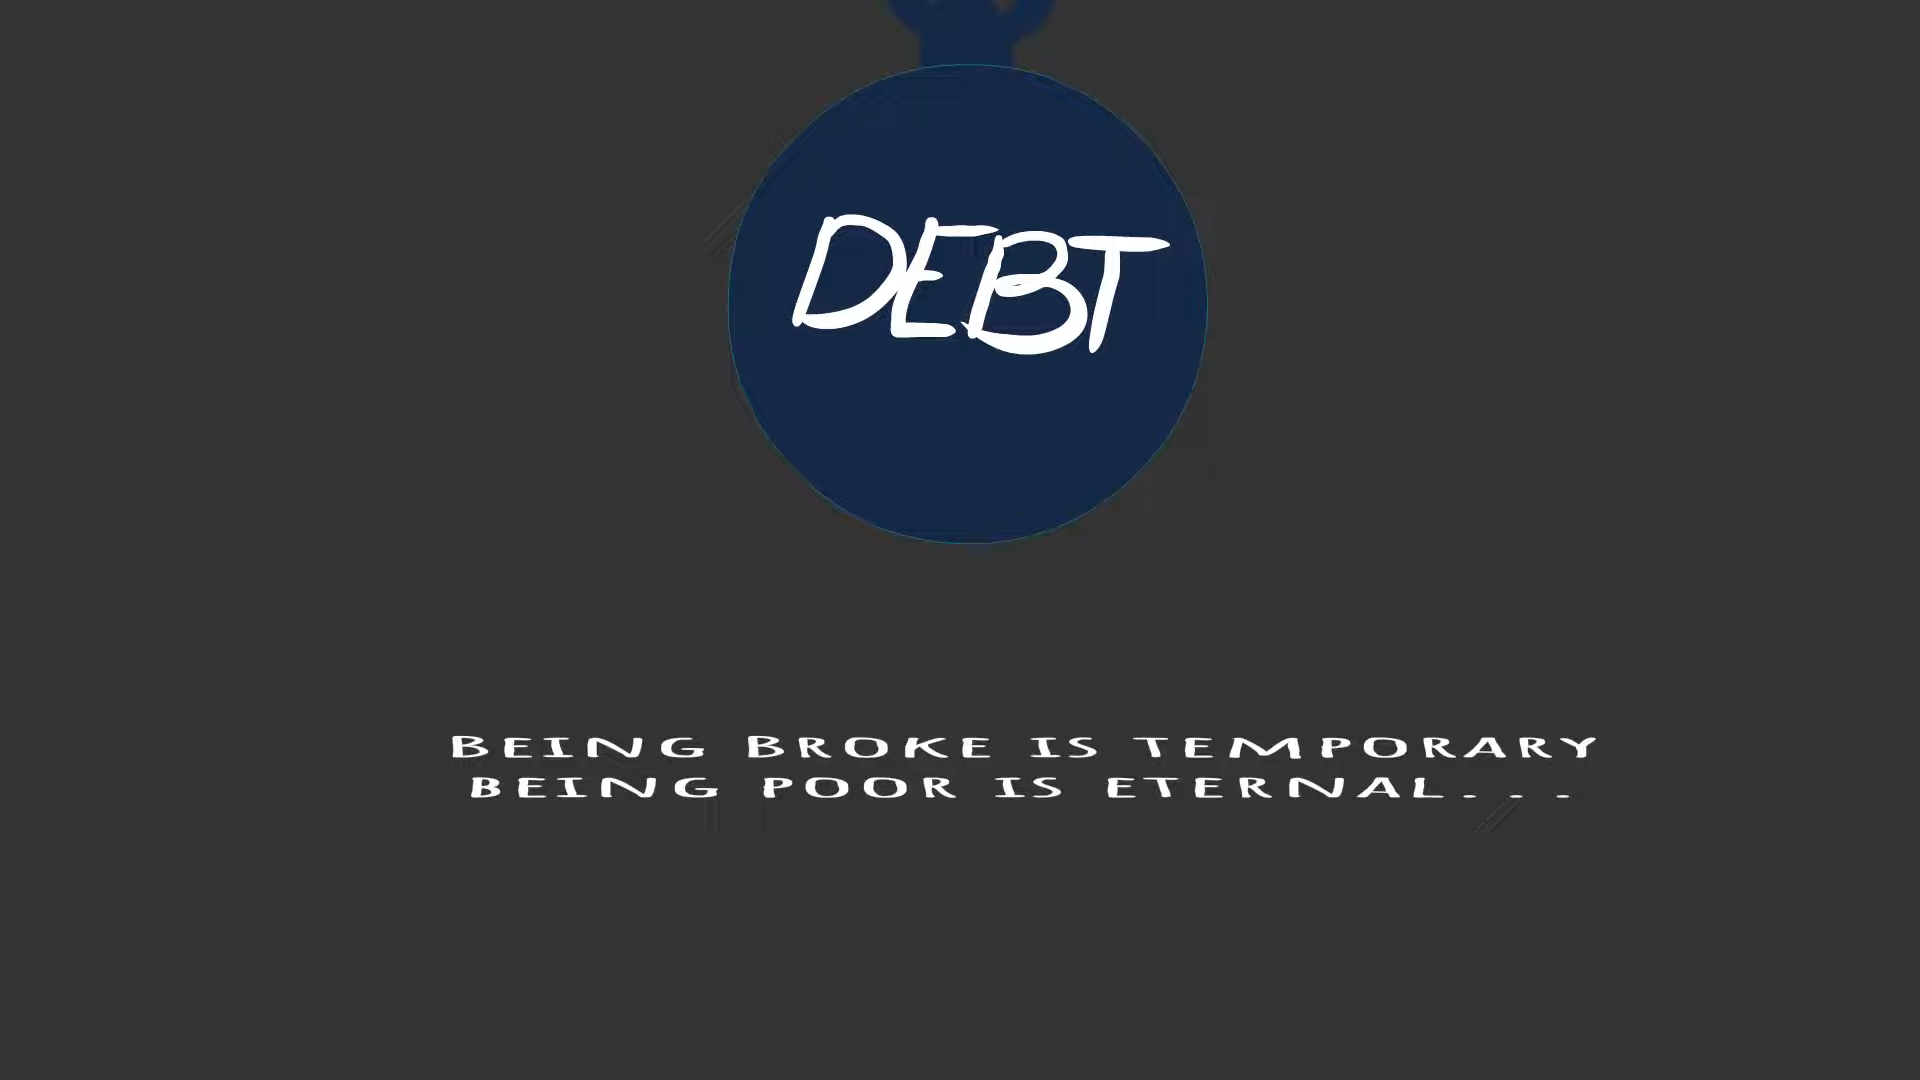 DEBT
BEING BROKE IS TEMPORARY
BEING POOR IS ETERNAL...